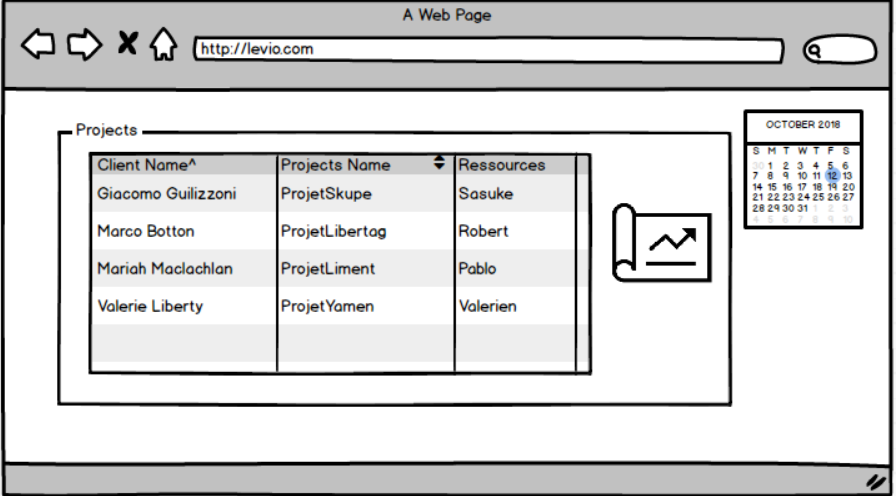 A Web Page
http://levio.com
Projects
Client Name^ Projects Name Ressources
Giacomo Guilizzoni ProjetSkupe Sasuke
Marco Botton ProjetLibertag Robert
Mariah Maclachlan ProjetLiment Pablo
Valerie Liberty ProjetYamen Valerien
OCTOBER 2018
S M T W T F S
30 1 2 3 4 5 6
7 8 9 10 11 12 13
14 15 16 17 18 19 20
21 22 23 24 25 26 27
28 29 30 31 1 2 3
4 5 6 7 8 9 10